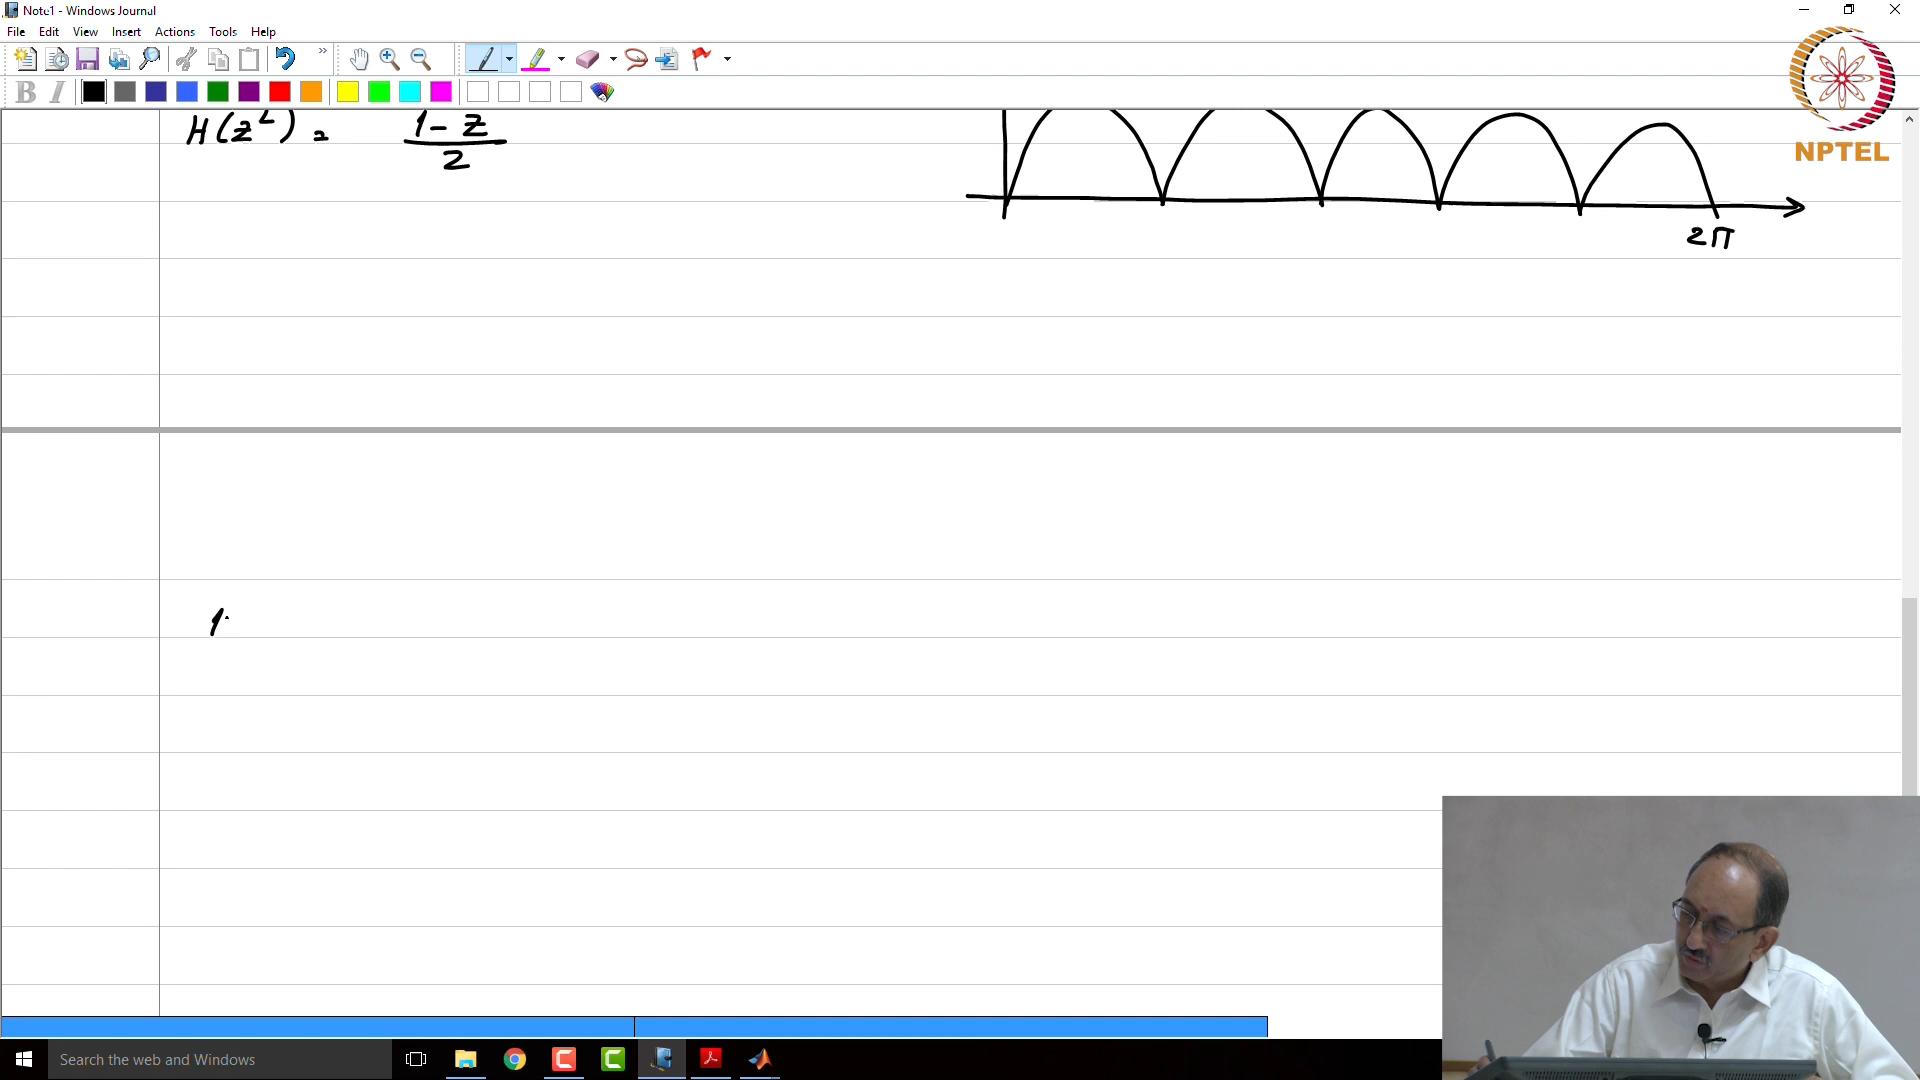 Note1 - Windows Journal
File Edit View Insert Actions Tools Help
B I
NPTEL
H(z^L) = (1 - z)/2
2π
Search the web and Windows